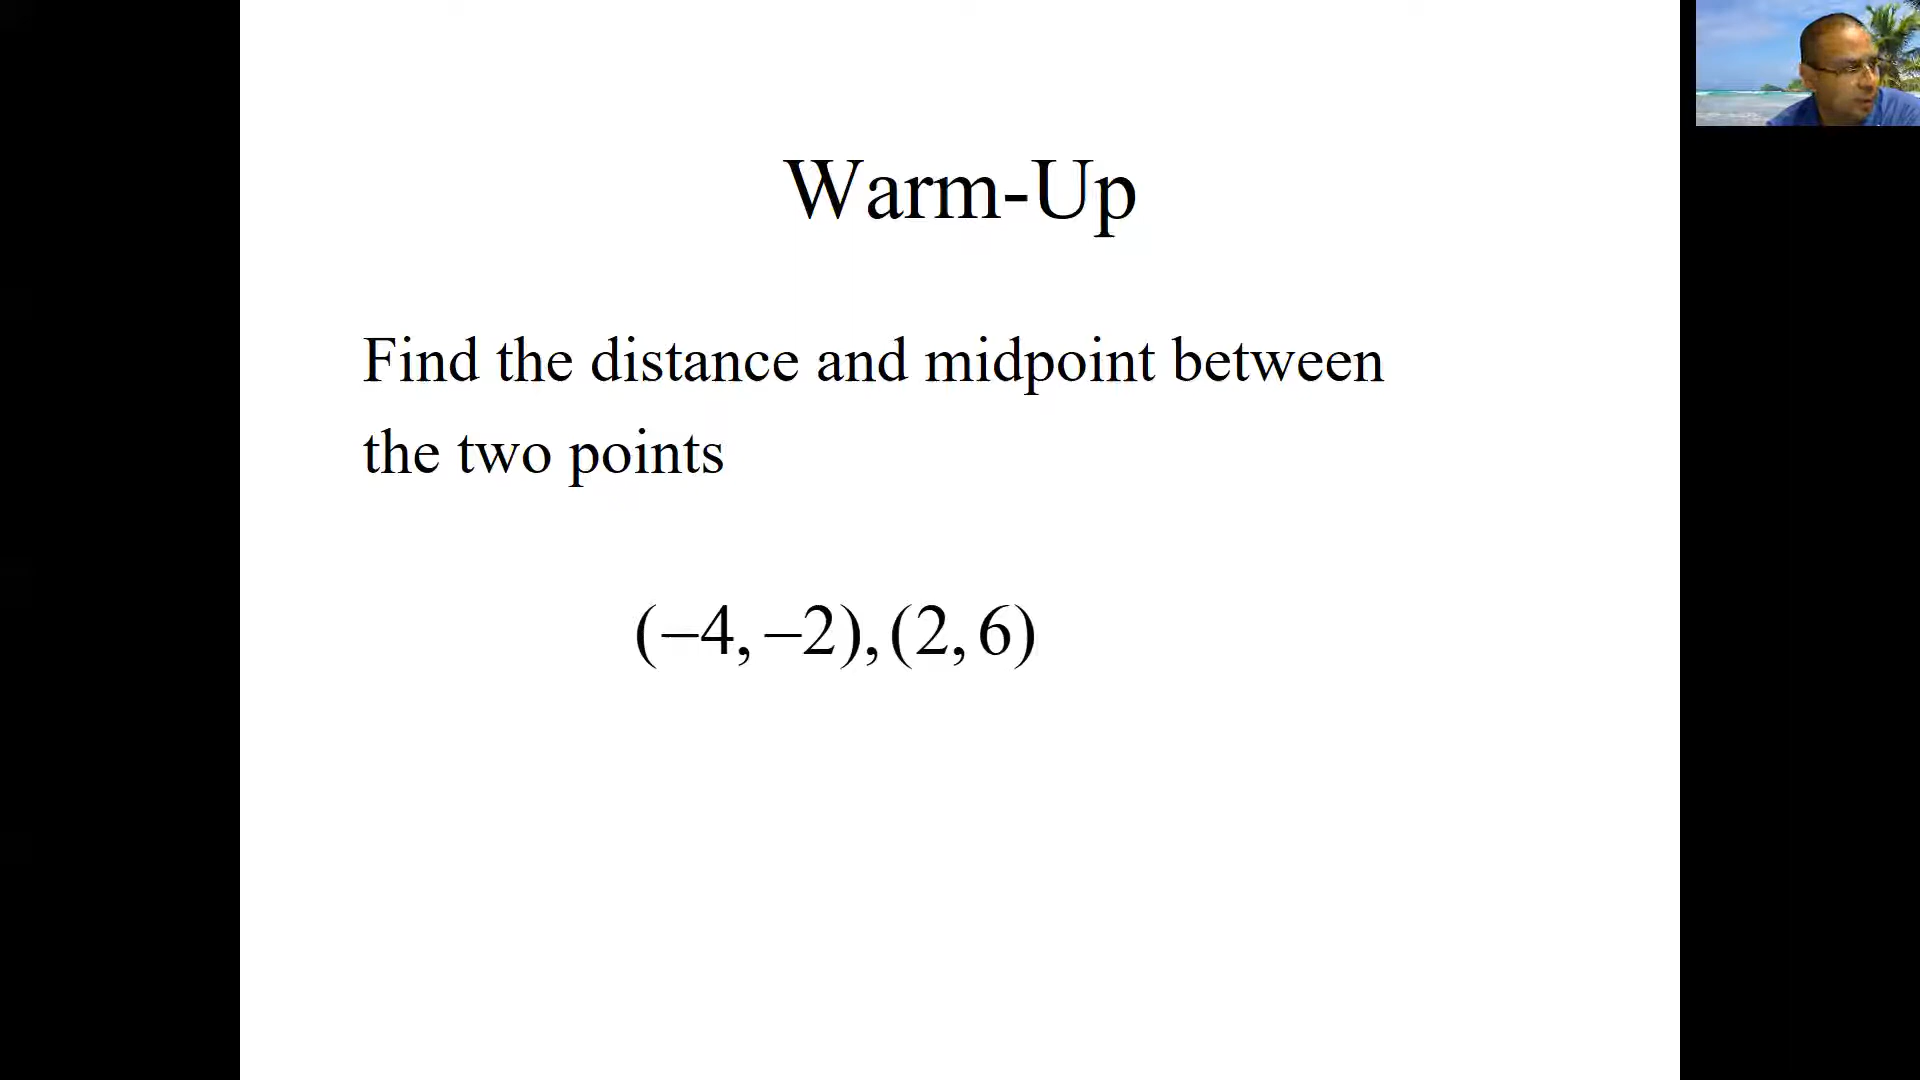 Warm-Up
Find the distance and midpoint between
the two points
(−4, −2), (2, 6)